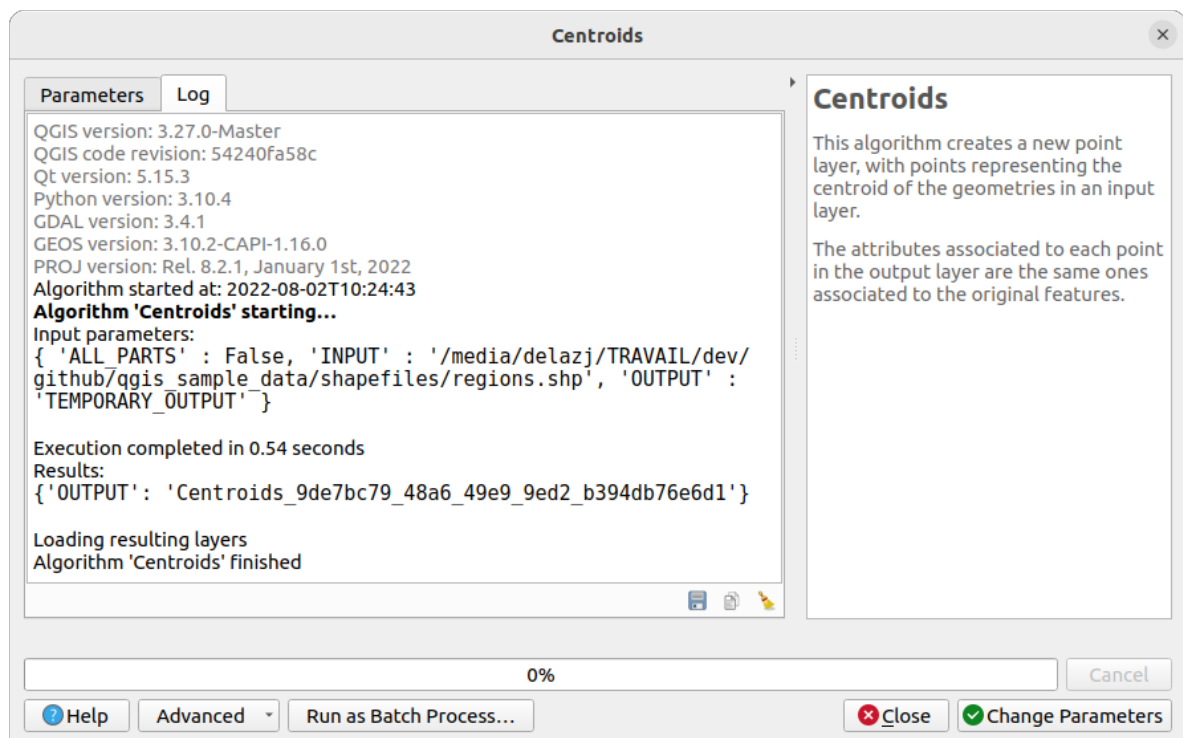 Centroids
Parameters
Log
QGIS version: 3.27.0-Master
QGIS code revision: 54240fa58c
Qt version: 5.15.3
Python version: 3.10.4
GDAL version: 3.4.1
GEOS version: 3.10.2-CAPI-1.16.0
PROJ version: Rel. 8.2.1, January 1st, 2022
Algorithm started at: 2022-08-02T10:24:43
Algorithm 'Centroids' starting...
Input parameters:
{ 'ALL_PARTS' : False, 'INPUT' : '/media/delazj/TRAVAIL/dev/
github/qgis_sample_data/shapefiles/regions.shp', 'OUTPUT' :
'TEMPORARY_OUTPUT' }
Execution completed in 0.54 seconds
Results:
{'OUTPUT': 'Centroids_9de7bc79_48a6_49e9_9ed2_b394db76e6d1'}
Loading resulting layers
Algorithm 'Centroids' finished
Centroids
This algorithm creates a new point
layer, with points representing the
centroid of the geometries in an input
layer.
The attributes associated to each point
in the output layer are the same ones
associated to the original features.
0%
Cancel
Help
Advanced
Run as Batch Process...
Close
Change Parameters